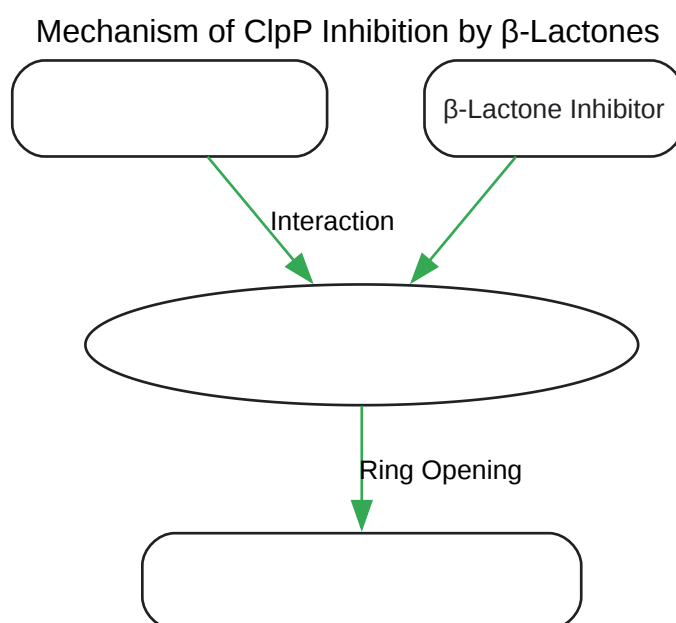 Mechanism of ClpP Inhibition by β-Lactones
β-Lactone Inhibitor
Interaction
Ring Opening